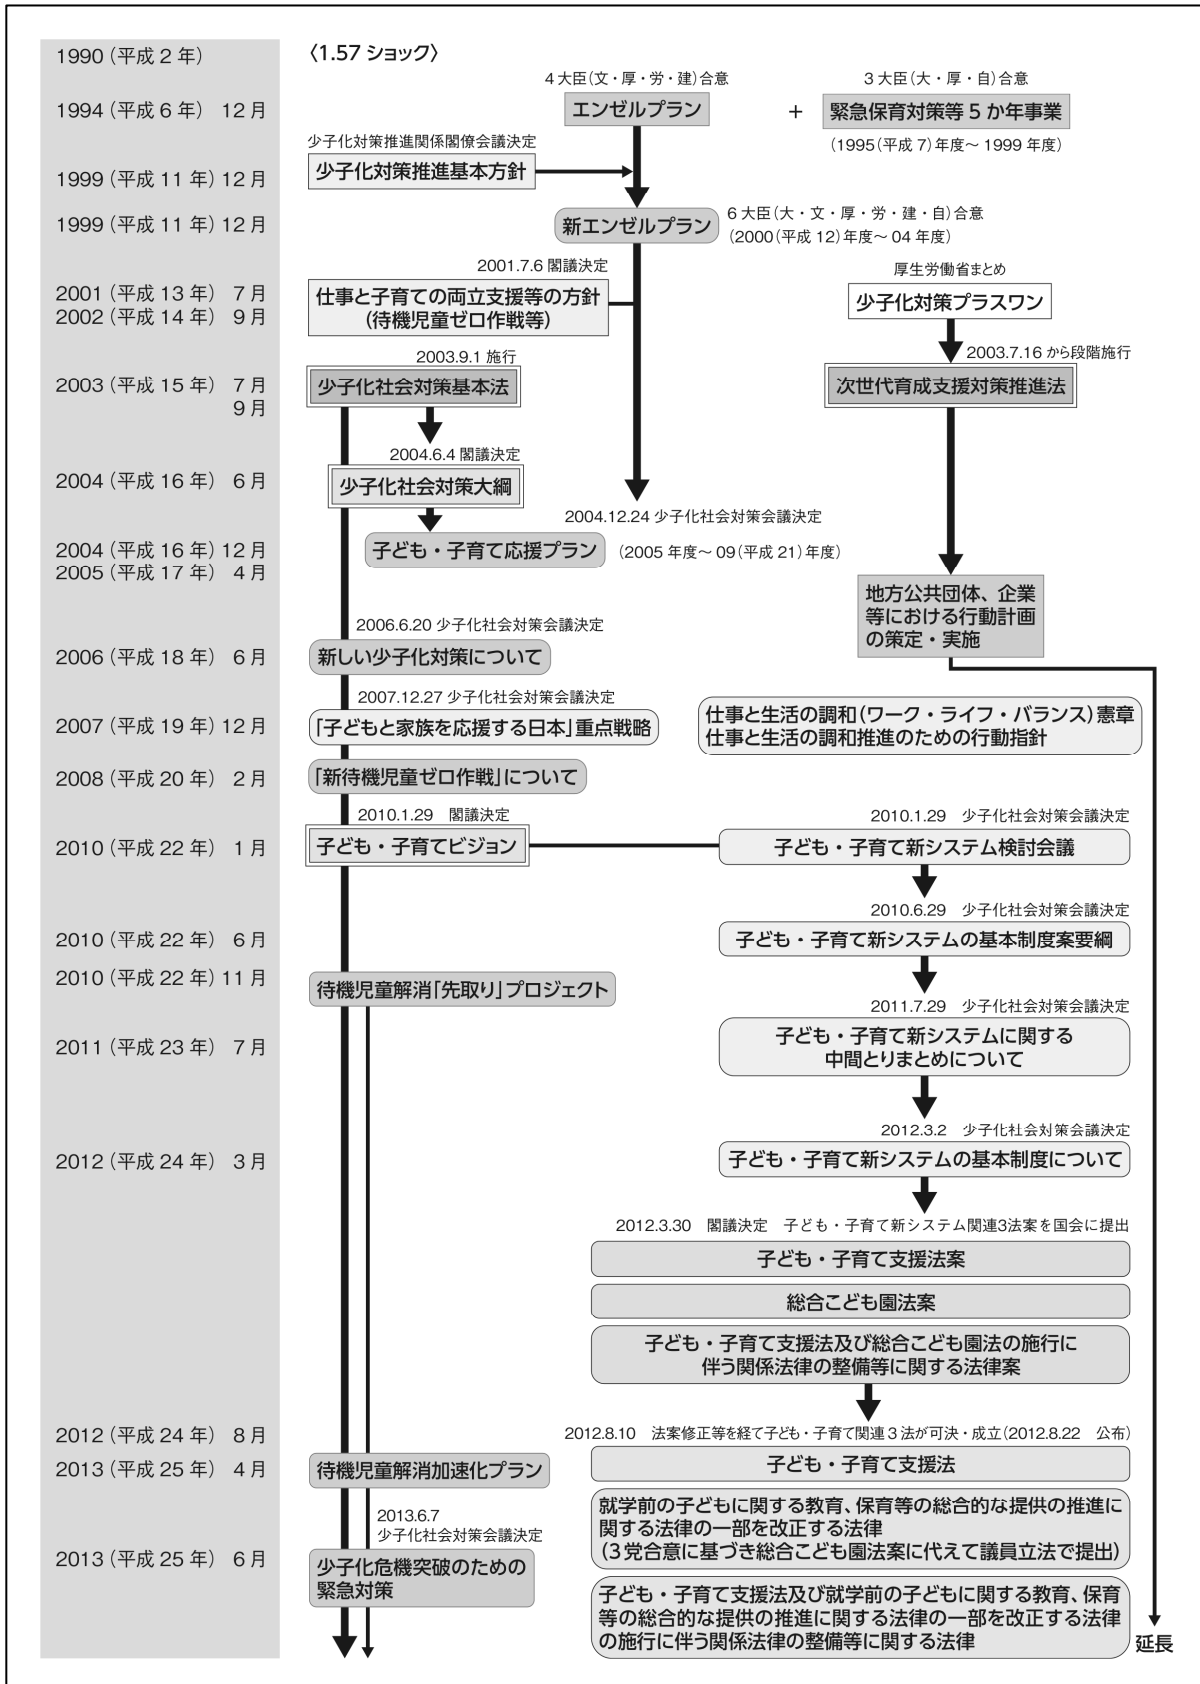 1990（平成 2 年）
〈1.57 ショック〉
4 大臣（文・厚・労・建）合意
3 大臣（大・厚・自）合意
1994（平成 6 年） 12 月
エンゼルプラン
+
緊急保育対策等 5 か年事業
（1995（平成 7）年度〜 1999 年度）
少子化対策推進関係閣僚会議決定
1999（平成 11 年）12 月
少子化対策推進基本方針
1999（平成 11 年）12 月
新エンゼルプラン
6 大臣（大・文・厚・労・建・自）合意
（2000（平成 12）年度〜 04 年度）
2001.7.6 閣議決定
厚生労働省まとめ
2001（平成 13 年） 7 月
2002（平成 14 年） 9 月
仕事と子育ての両立支援等の方針
（待機児童ゼロ作戦等）
少子化対策プラスワン
2003.9.1 施行
2003.7.16 から段階施行
2003（平成 15 年） 7 月
9 月
少子化社会対策基本法
次世代育成支援対策推進法
2004.6.4 閣議決定
2004（平成 16 年） 6 月
少子化社会対策大綱
2004.12.24 少子化社会対策会議決定
2004（平成 16 年）12 月
2005（平成 17 年） 4 月
子ども・子育て応援プラン
（2005 年度〜 09（平成 21）年度）
地方公共団体、企業
等における行動計画
の策定・実施
2006.6.20 少子化社会対策会議決定
2006（平成 18 年） 6 月
新しい少子化対策について
2007.12.27 少子化社会対策会議決定
2007（平成 19 年）12 月
「子どもと家族を応援する日本」重点戦略
仕事と生活の調和（ワーク・ライフ・バランス）憲章
仕事と生活の調和推進のための行動指針
2008（平成 20 年） 2 月
「新待機児童ゼロ作戦」について
2010.1.29 閣議決定
2010.1.29 少子化社会対策会議決定
2010（平成 22 年） 1 月
子ども・子育てビジョン
子ども・子育て新システム検討会議
2010.6.29 少子化社会対策会議決定
2010（平成 22 年） 6 月
子ども・子育て新システムの基本制度案要綱
2010（平成 22 年）11 月
待機児童解消「先取り」プロジェクト
2011.7.29 少子化社会対策会議決定
2011（平成 23 年） 7 月
子ども・子育て新システムに関する
中間とりまとめについて
2012.3.2 少子化社会対策会議決定
2012（平成 24 年） 3 月
子ども・子育て新システムの基本制度について
2012.3.30 閣議決定 子ども・子育て新システム関連3法案を国会に提出
子ども・子育て支援法案
総合こども園法案
子ども・子育て支援法及び総合こども園法の施行に
伴う関係法律の整備等に関する法律案
2012（平成 24 年） 8 月
2012.8.10 法案修正等を経て子ども・子育て関連 3 法が可決・成立（2012.8.22 公布）
2013（平成 25 年） 4 月
待機児童解消加速化プラン
子ども・子育て支援法
就学前の子どもに関する教育、保育等の総合的な提供の推進に
関する法律の一部を改正する法律
（3 党合意に基づき総合こども園法案に代えて議員立法で提出）
2013.6.7
少子化社会対策会議決定
2013（平成 25 年） 6 月
少子化危機突破のための
緊急対策
子ども・子育て支援法及び就学前の子どもに関する教育、保育
等の総合的な提供の推進に関する法律の一部を改正する法律
の施行に伴う関係法律の整備等に関する法律
延長